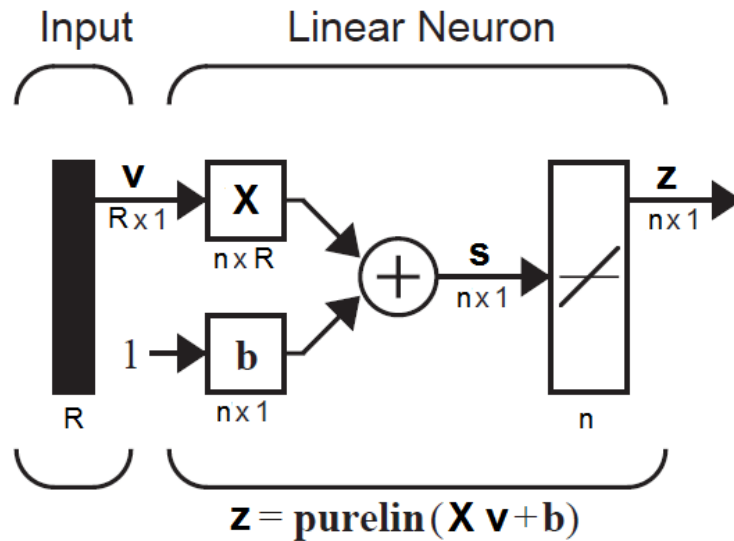 Input Linear Neuron
v z
R x 1 X n x 1
n x R s
n x 1
1 b
R n x 1 n
z = purelin (X v + b)